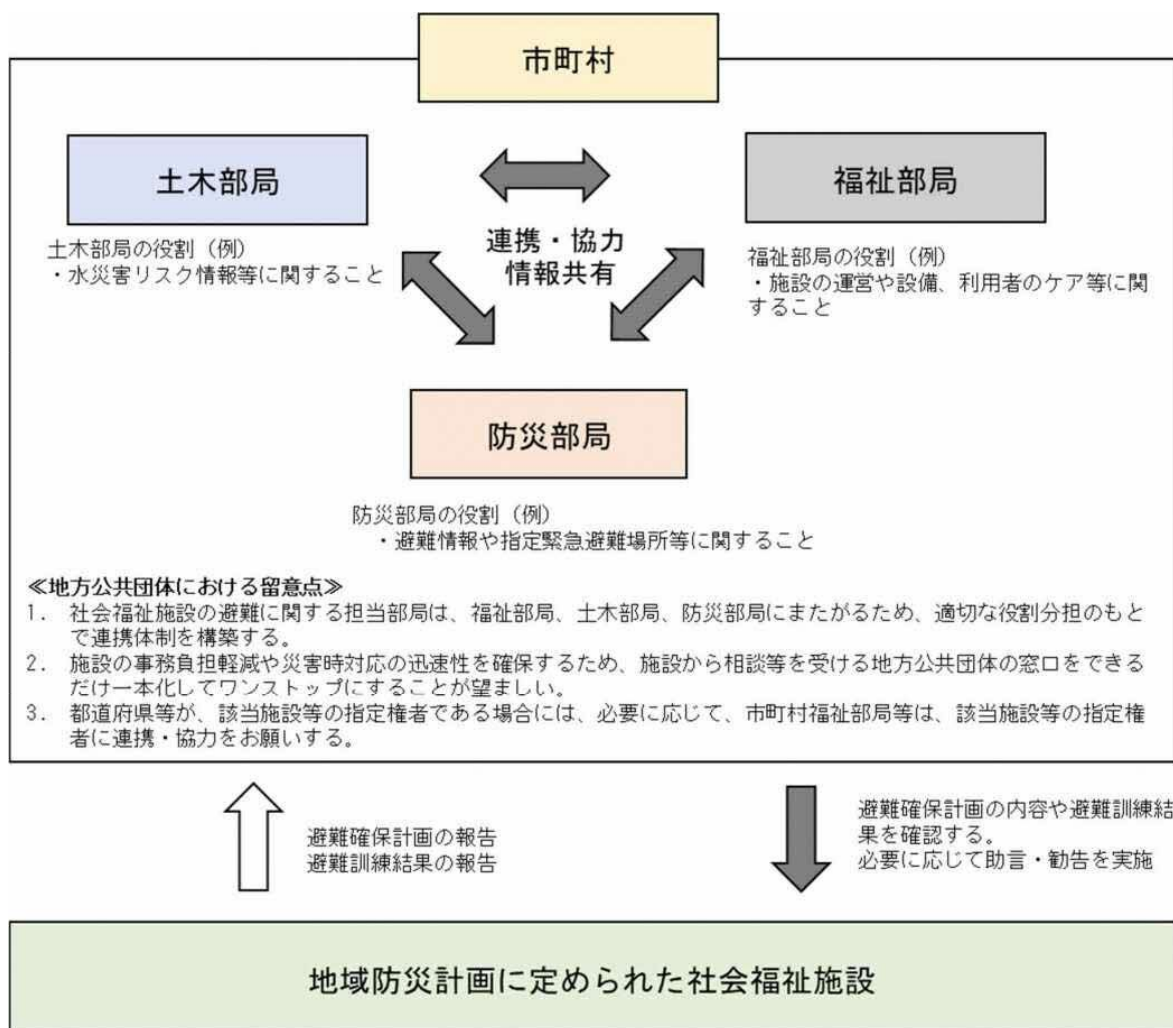 市町村
土木部局
福祉部局
土木部局の役割（例）
・水災害リスク情報等に関すること
連携・協力
情報共有
福祉部局の役割（例）
・施設の運営や設備、利用者のケア等に関
すること
防災部局
防災部局の役割（例）
・避難情報や指定緊急避難場所等に関すること
≪地方公共団体における留意点≫
1. 社会福祉施設の避難に関する担当部局は、福祉部局、土木部局、防災部局にまたがるため、適切な役割分担のもと
で連携体制を構築する。
2. 施設の事務負担軽減や災害時対応の迅速性を確保するため、施設から相談等を受ける地方公共団体の窓口をできる
だけ一本化してワンストップにすることが望ましい。
3. 都道府県等が、該当施設等の指定権者である場合には、必要に応じて、市町村福祉部局等は、該当施設等の指定権
者に連携・協力をお願いする。
避難確保計画の報告
避難訓練結果の報告
避難確保計画の内容や避難訓練結
果を確認する。
必要に応じて助言・勧告を実施
地域防災計画に定められた社会福祉施設